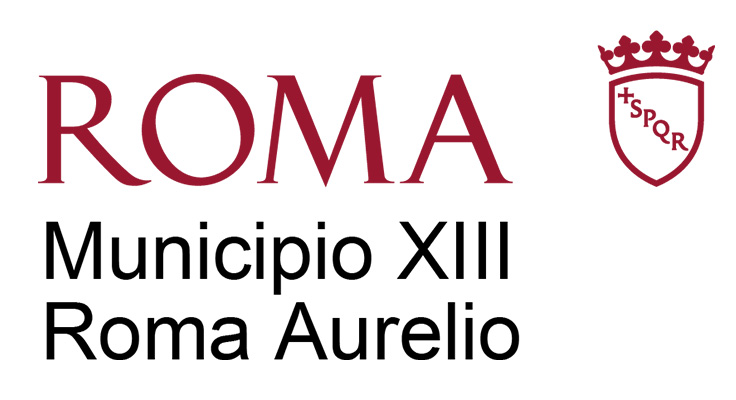 ROMA
+SPQR
Municipio XIII
Roma Aurelio